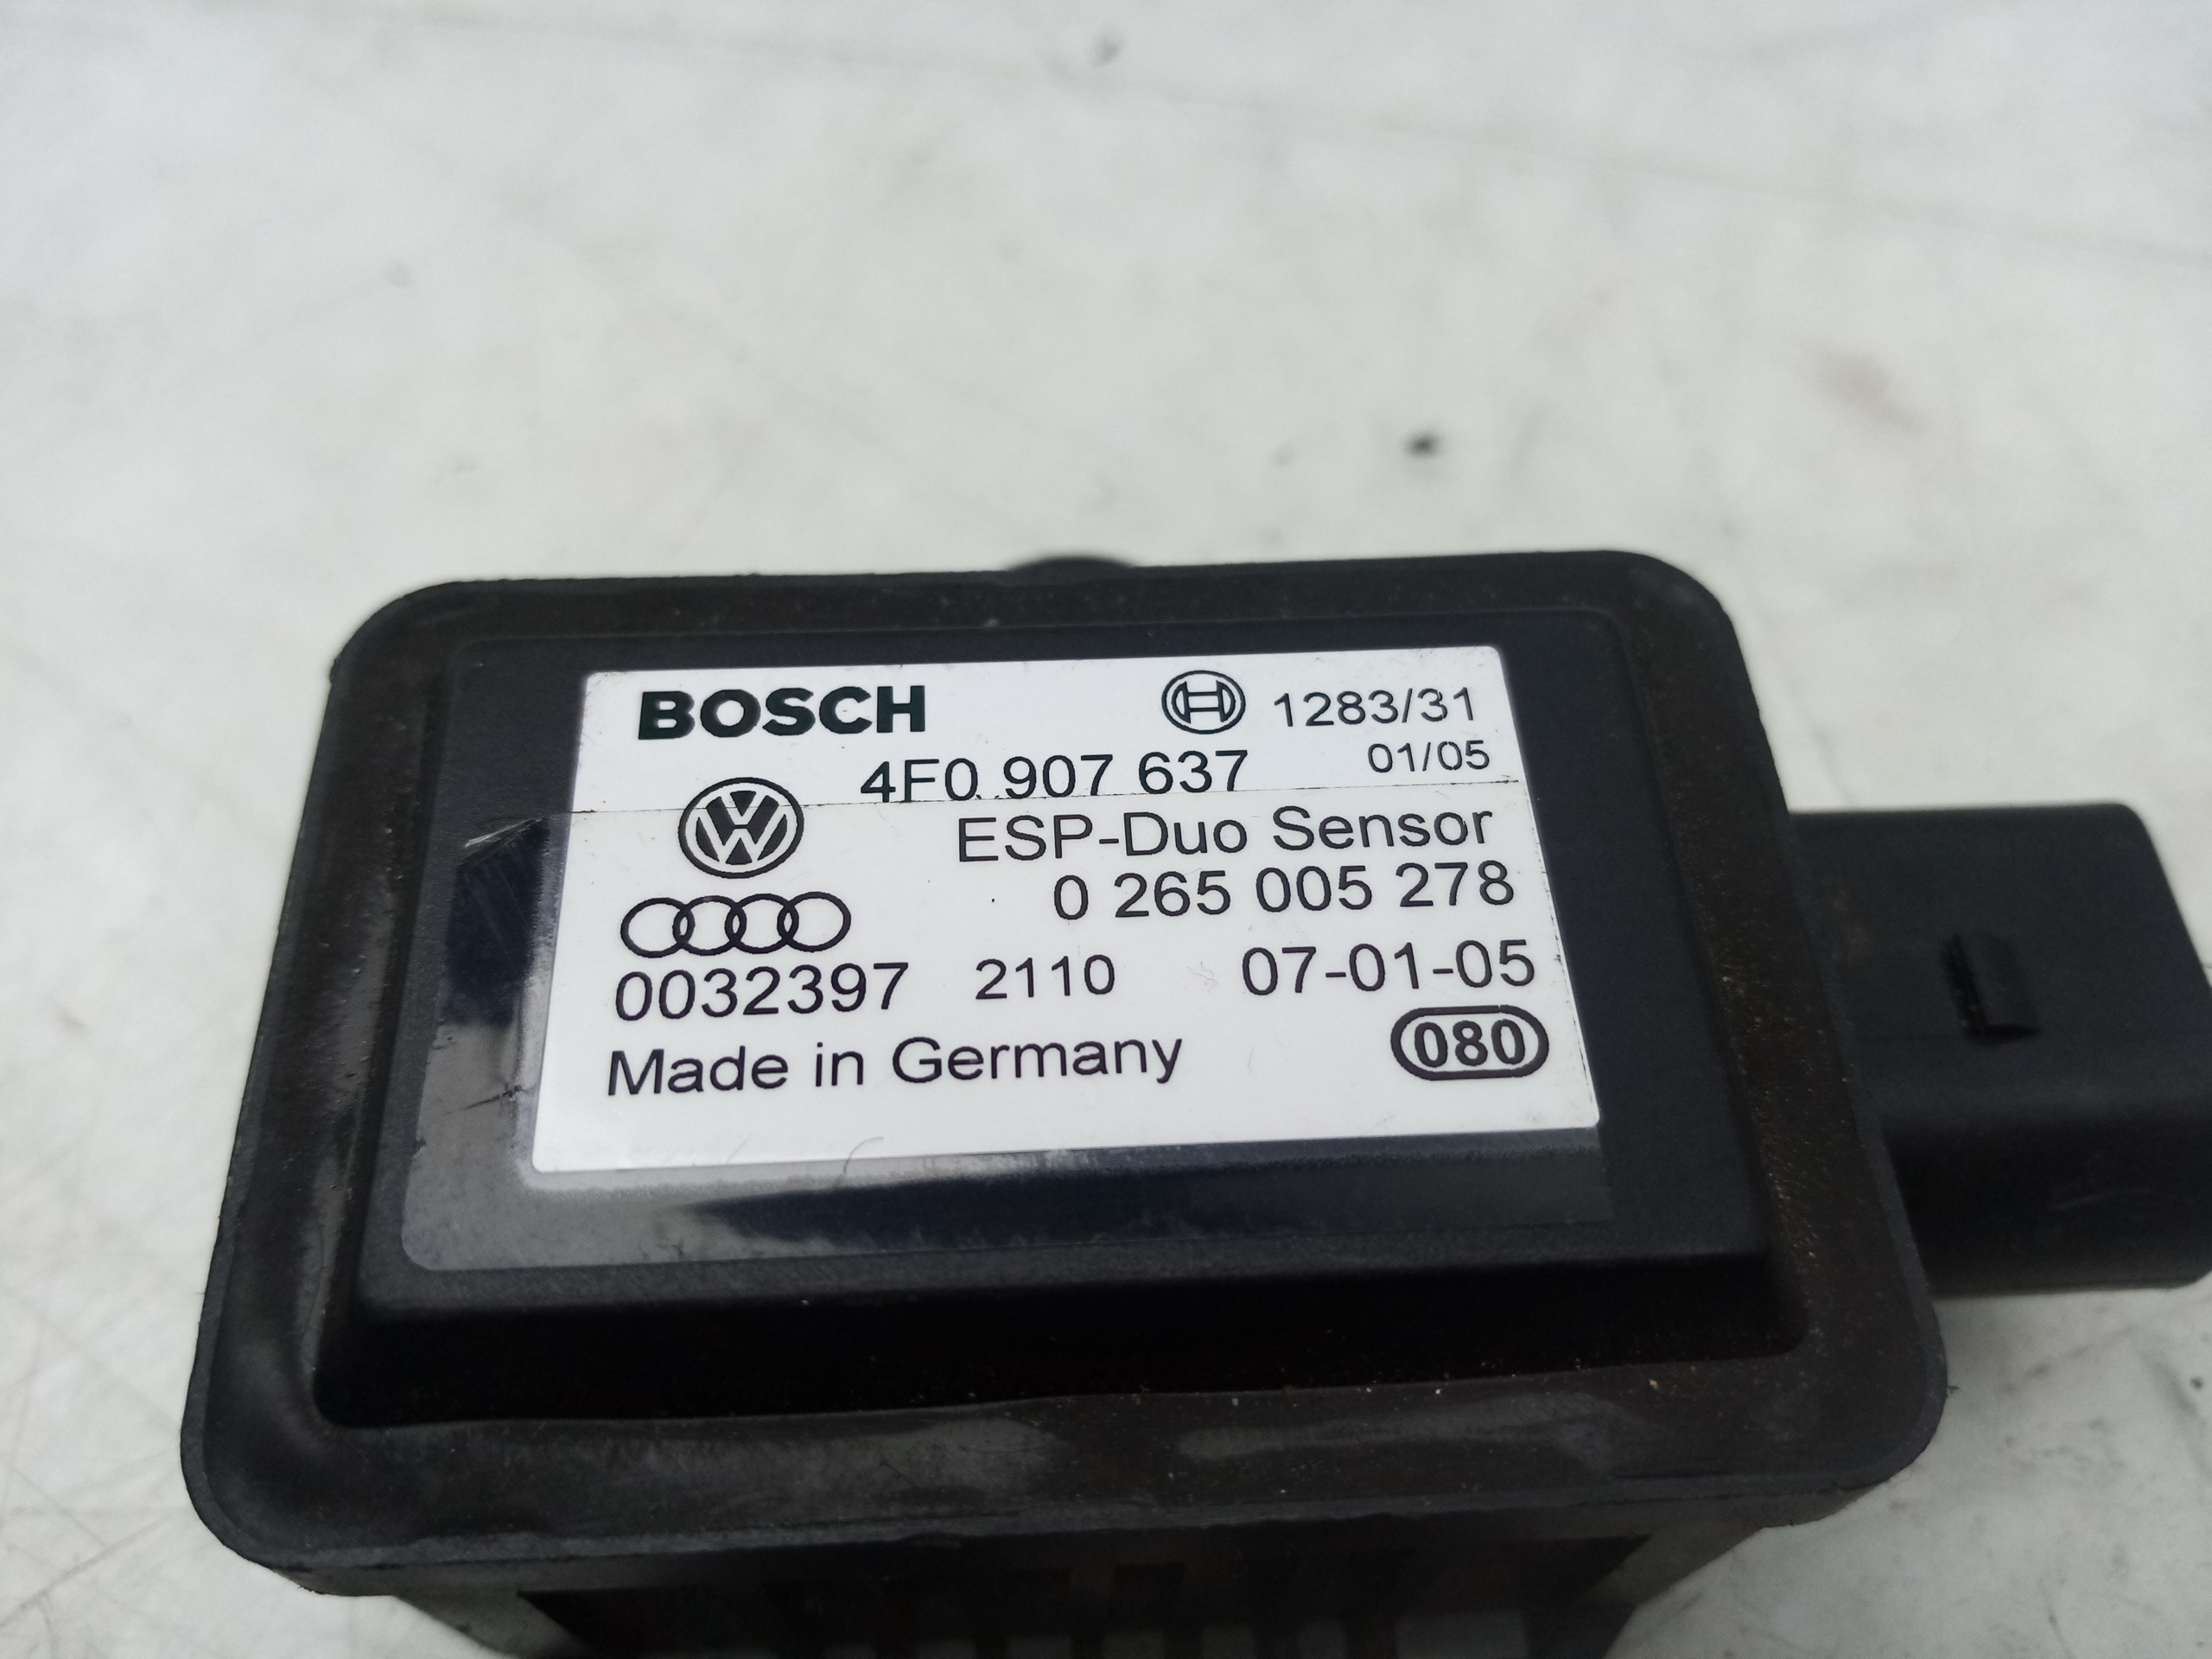 BOSCH 1283/31
4F0 907 637 01/05
ESP-Duo Sensor
0 265 005 278
0032397 2110 07-01-05
Made in Germany 080